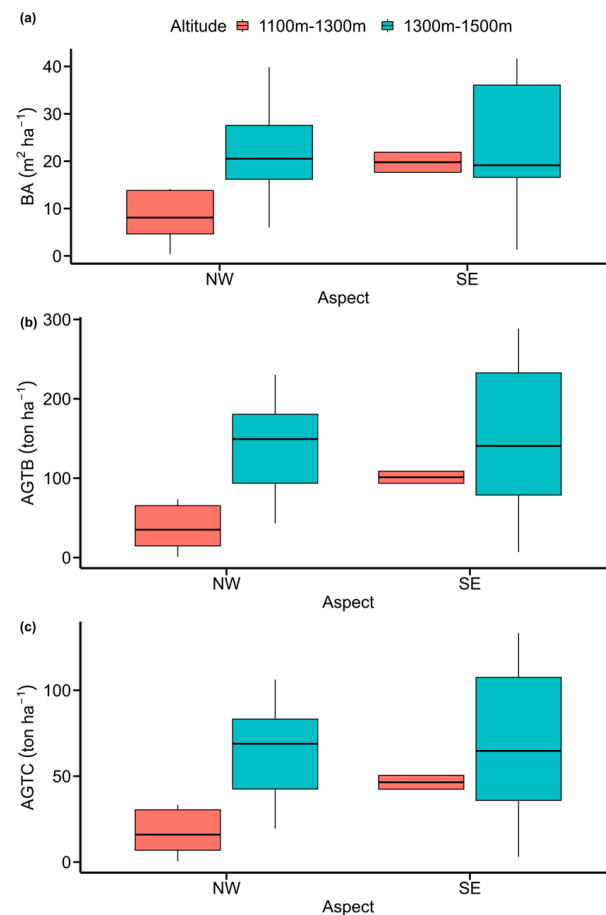 (a)
Altitude 1100m-1300m 1300m-1500m
40
30
20
10
0
BA (m² ha⁻¹)
NW SE
Aspect
(b)
300
200
100
0
AGTB (ton ha⁻¹)
NW SE
Aspect
(c)
100
50
0
AGTC (ton ha⁻¹)
NW SE
Aspect